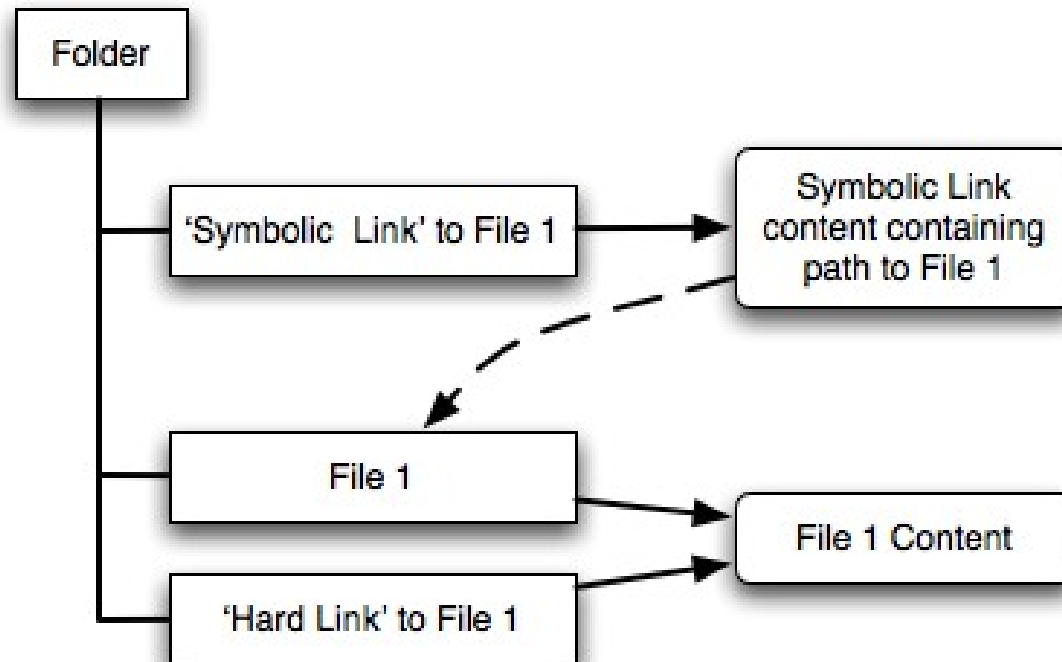 Folder
‘Symbolic  Link’ to File 1
Symbolic Link
content containing
path to File 1
File 1
File 1 Content
‘Hard Link’ to File 1